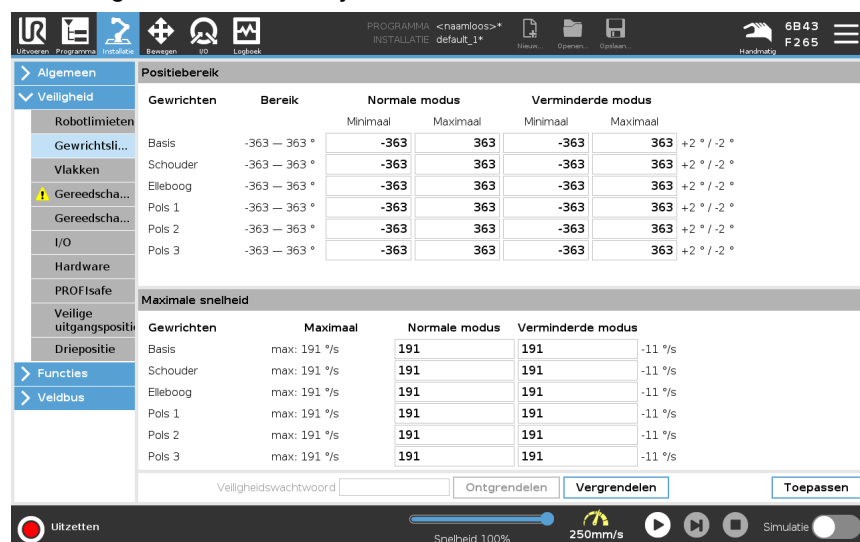 PROGRAMMA <naamloos>*
INSTALLATIE default_1*
Uitvoeren Programma Installatie Bewegen I/O Logboek Nieuw... Openen... Opslaan... Handmatig
6B43
F265
Algemeen
Veiligheid
Robotlimieten
Gewrichtsli...
Vlakken
Gereedscha...
Gereedscha...
I/O
Hardware
PROFIsafe
Veilige
uitgangspositi
Driepositie
Functies
Veldbus
Positiebereik
Gewrichten Bereik Normale modus Verminderde modus
Minimaal Maximaal Minimaal Maximaal
Basis -363 — 363 ° -363 363 -363 363 +2 ° / -2 °
Schouder -363 — 363 ° -363 363 -363 363 +2 ° / -2 °
Elleboog -363 — 363 ° -363 363 -363 363 +2 ° / -2 °
Pols 1 -363 — 363 ° -363 363 -363 363 +2 ° / -2 °
Pols 2 -363 — 363 ° -363 363 -363 363 +2 ° / -2 °
Pols 3 -363 — 363 ° -363 363 -363 363 +2 ° / -2 °
Maximale snelheid
Gewrichten Maximaal Normale modus Verminderde modus
Basis max: 191 °/s 191 191 -11 °/s
Schouder max: 191 °/s 191 191 -11 °/s
Elleboog max: 191 °/s 191 191 -11 °/s
Pols 1 max: 191 °/s 191 191 -11 °/s
Pols 2 max: 191 °/s 191 191 -11 °/s
Pols 3 max: 191 °/s 191 191 -11 °/s
Veiligheidswachtwoord Ontgrendelen Vergrendelen Toepassen
Uitzetten Snelheid 100% 250mm/s Simulatie